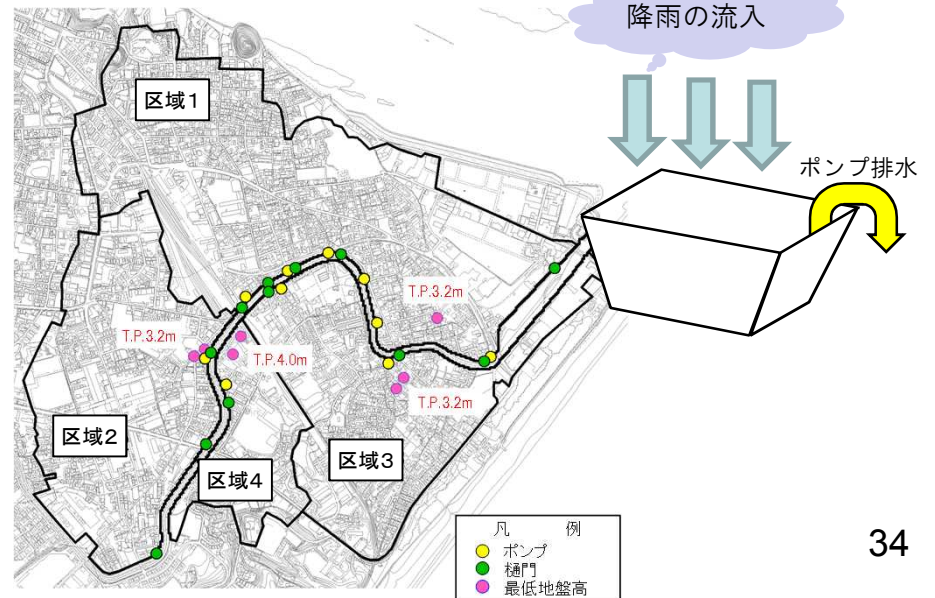 降雨の流入
区域1
ポンプ排水
T.P.3.2m
T.P.3.2m
T.P.4.0m
T.P.3.2m
区域2
区域3
区域4
凡 例
ポンプ
樋門
最低地盤高
34